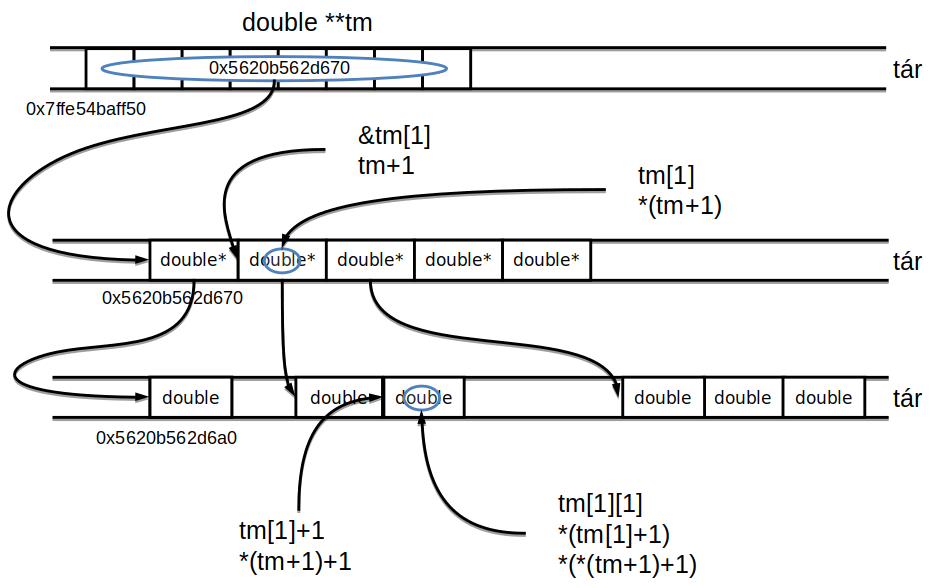 double **tm
0x5620b562d670
tár
0x7ffe54baff50
&tm[1]
tm+1
tm[1]
*(tm+1)
double* double* double* double* double*
tár
0x5620b562d670
double double double double double double
tár
0x5620b562d6a0
tm[1]+1
*(tm+1)+1
tm[1][1]
*(tm[1]+1)
*(*(tm+1)+1)